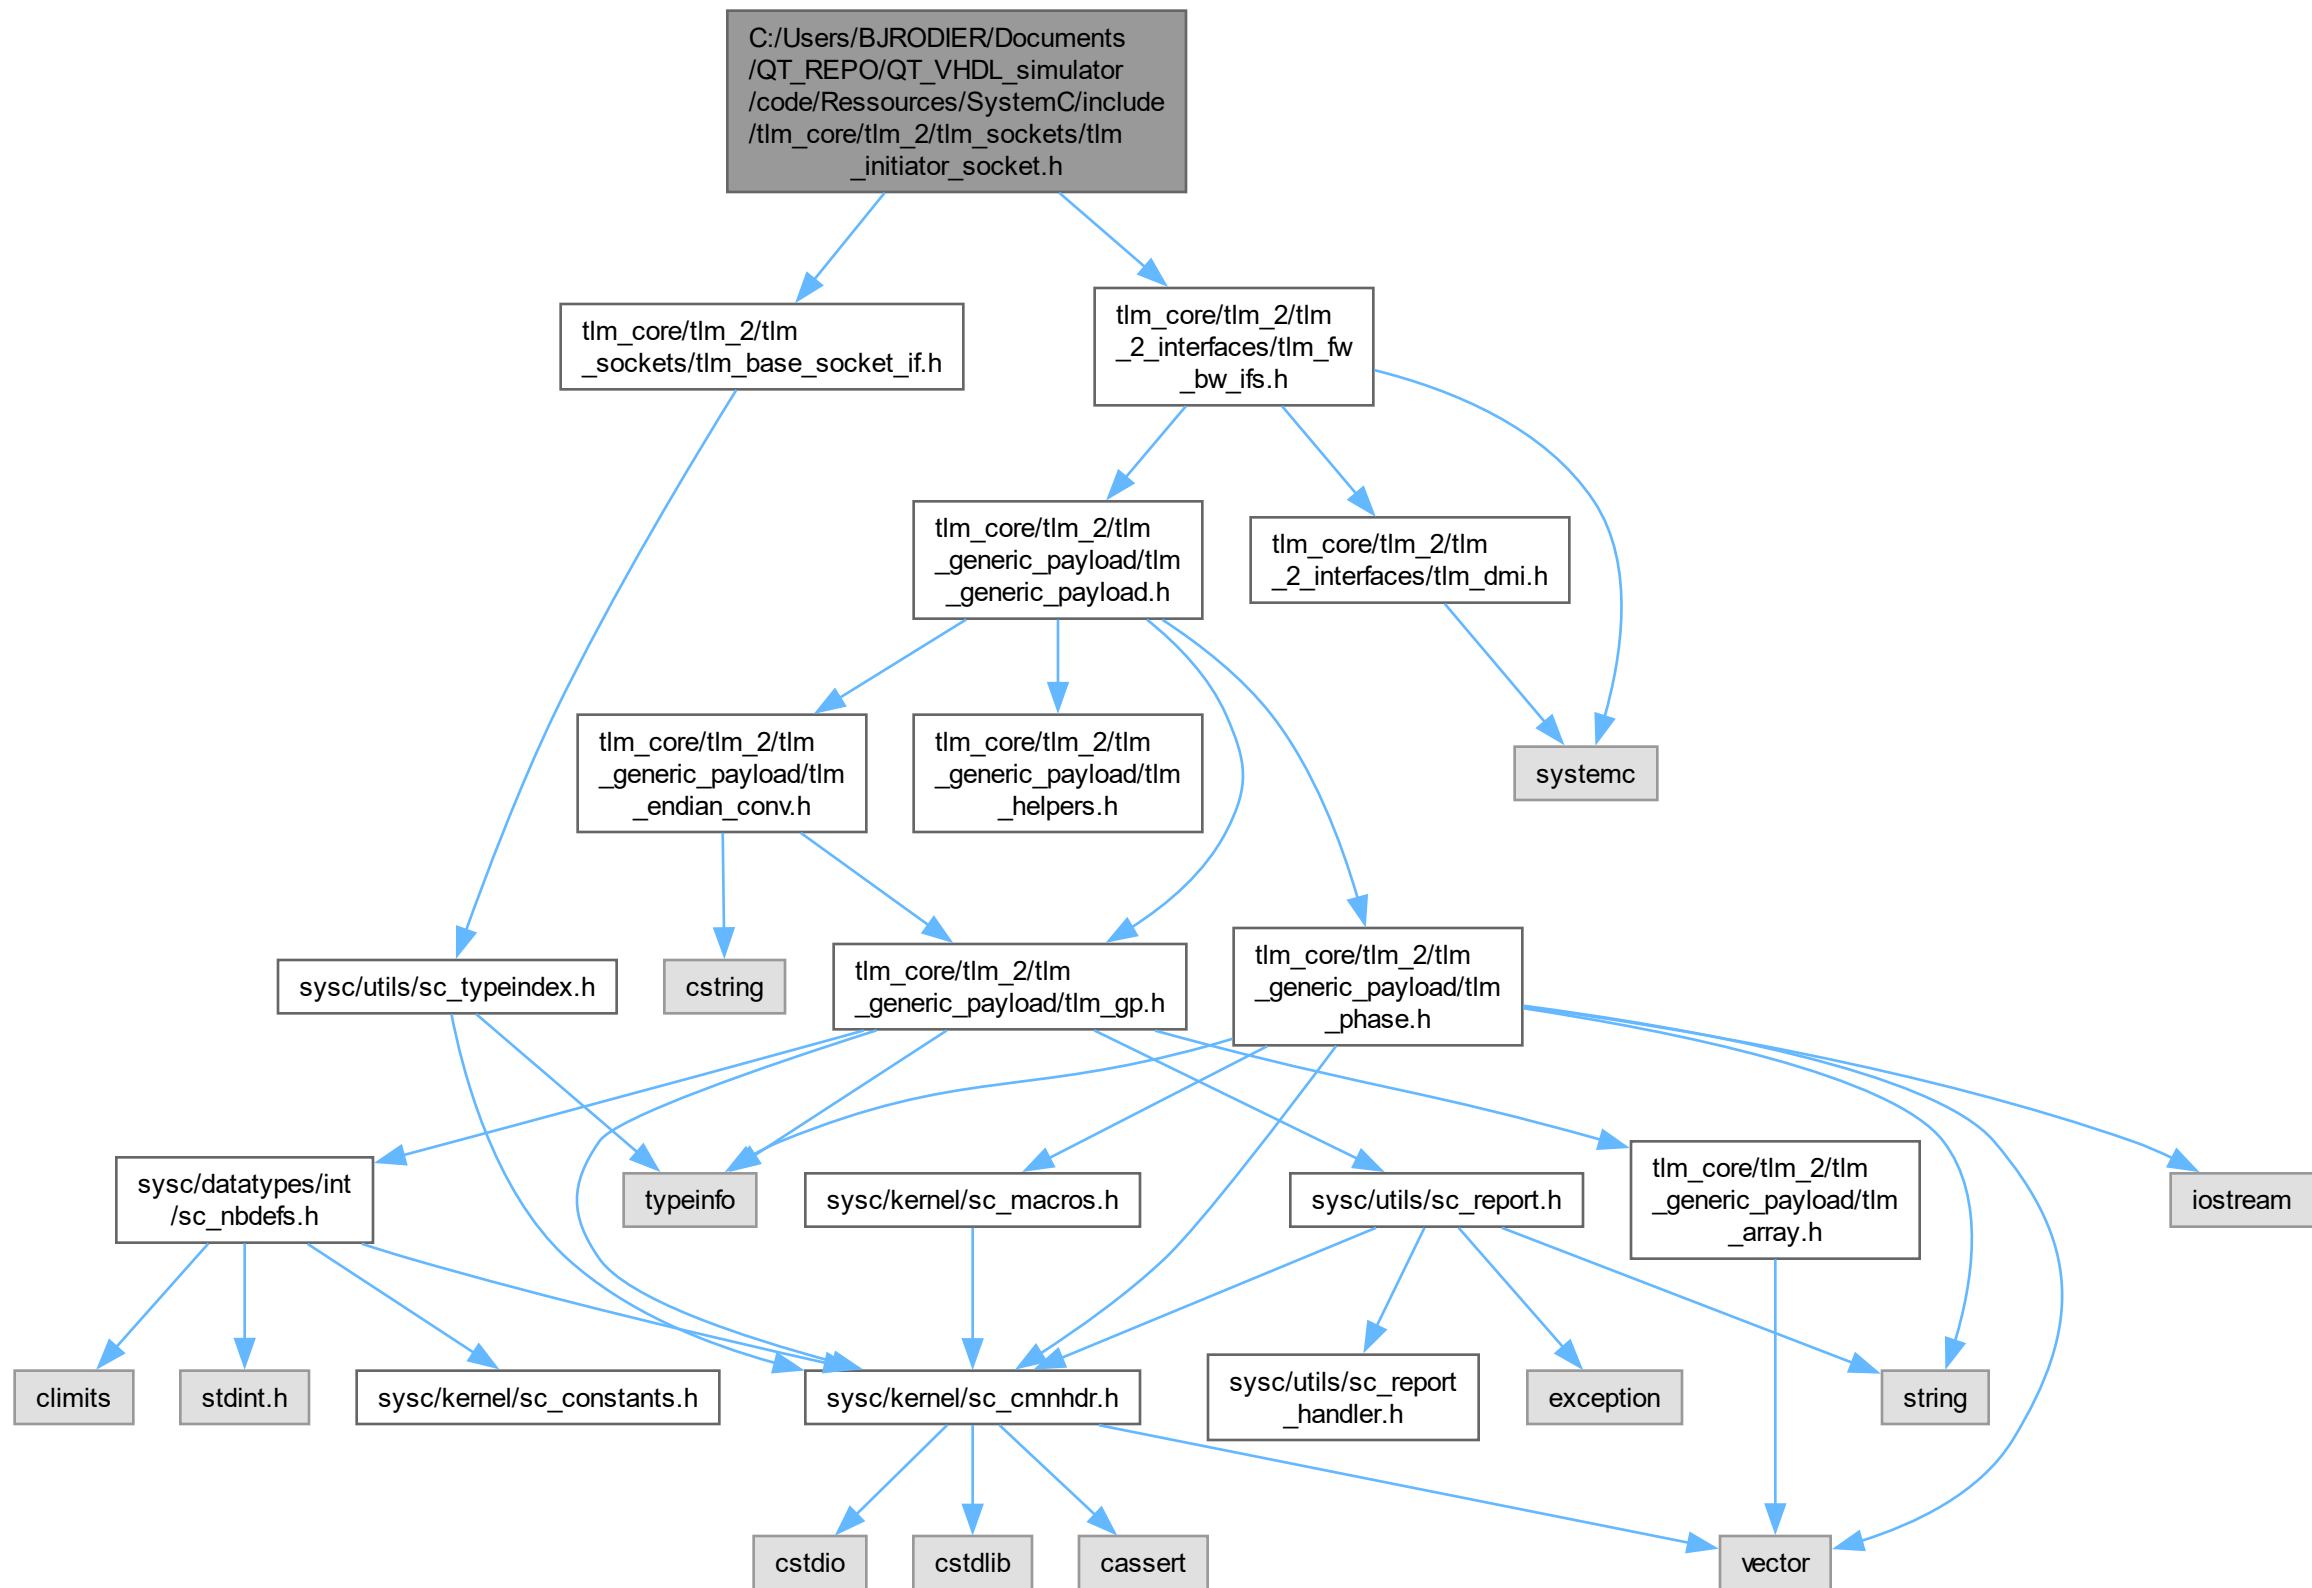 C:/Users/BJRODIER/Documents
/QT_REPO/QT_VHDL_simulator
/code/Ressources/SystemC/include
/tlm_core/tlm_2/tlm_sockets/tlm
_initiator_socket.h
tlm_core/tlm_2/tlm
_sockets/tlm_base_socket_if.h
tlm_core/tlm_2/tlm
_2_interfaces/tlm_fw
_bw_ifs.h
tlm_core/tlm_2/tlm
_generic_payload/tlm
_generic_payload.h
tlm_core/tlm_2/tlm
_2_interfaces/tlm_dmi.h
tlm_core/tlm_2/tlm
_generic_payload/tlm
_endian_conv.h
tlm_core/tlm_2/tlm
_generic_payload/tlm
_helpers.h
systemc
sysc/utils/sc_typeindex.h
cstring
tlm_core/tlm_2/tlm
_generic_payload/tlm_gp.h
tlm_core/tlm_2/tlm
_generic_payload/tlm
_phase.h
sysc/datatypes/int
/sc_nbdefs.h
typeinfo
sysc/kernel/sc_macros.h
sysc/utils/sc_report.h
tlm_core/tlm_2/tlm
_generic_payload/tlm
_array.h
iostream
climits
stdint.h
sysc/kernel/sc_constants.h
sysc/kernel/sc_cmnhdr.h
sysc/utils/sc_report
_handler.h
exception
string
cstdio
cstdlib
cassert
vector